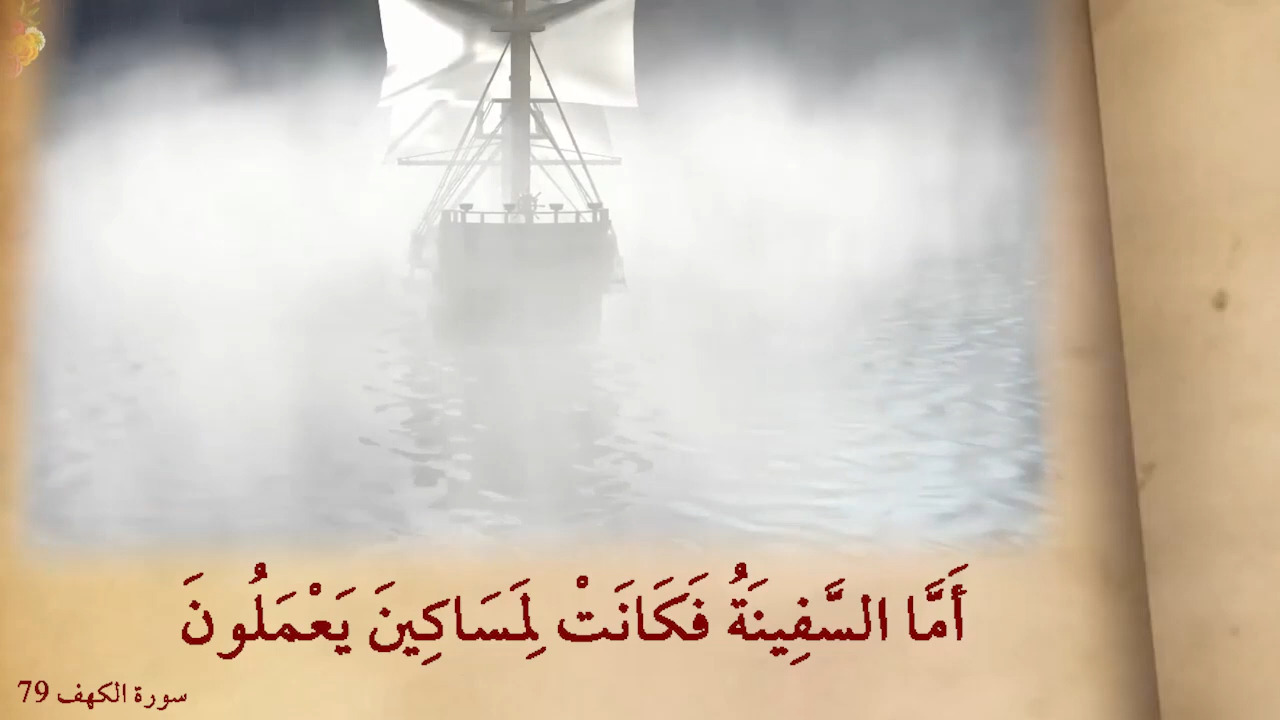 أَمَّا السَّفِينَةُ فَكَانَتْ لِمَسَاكِينَ يَعْمَلُونَ
سورة الكهف 79